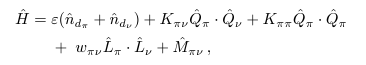 Ĥ = ε(n̂_{d_π} + n̂_{d_ν}) + K_{πν}Q̂_π · Q̂_ν + K_{ππ}Q̂_π · Q̂_π
+ w_{πν}L̂_π · L̂_ν + M̂_{πν} ,